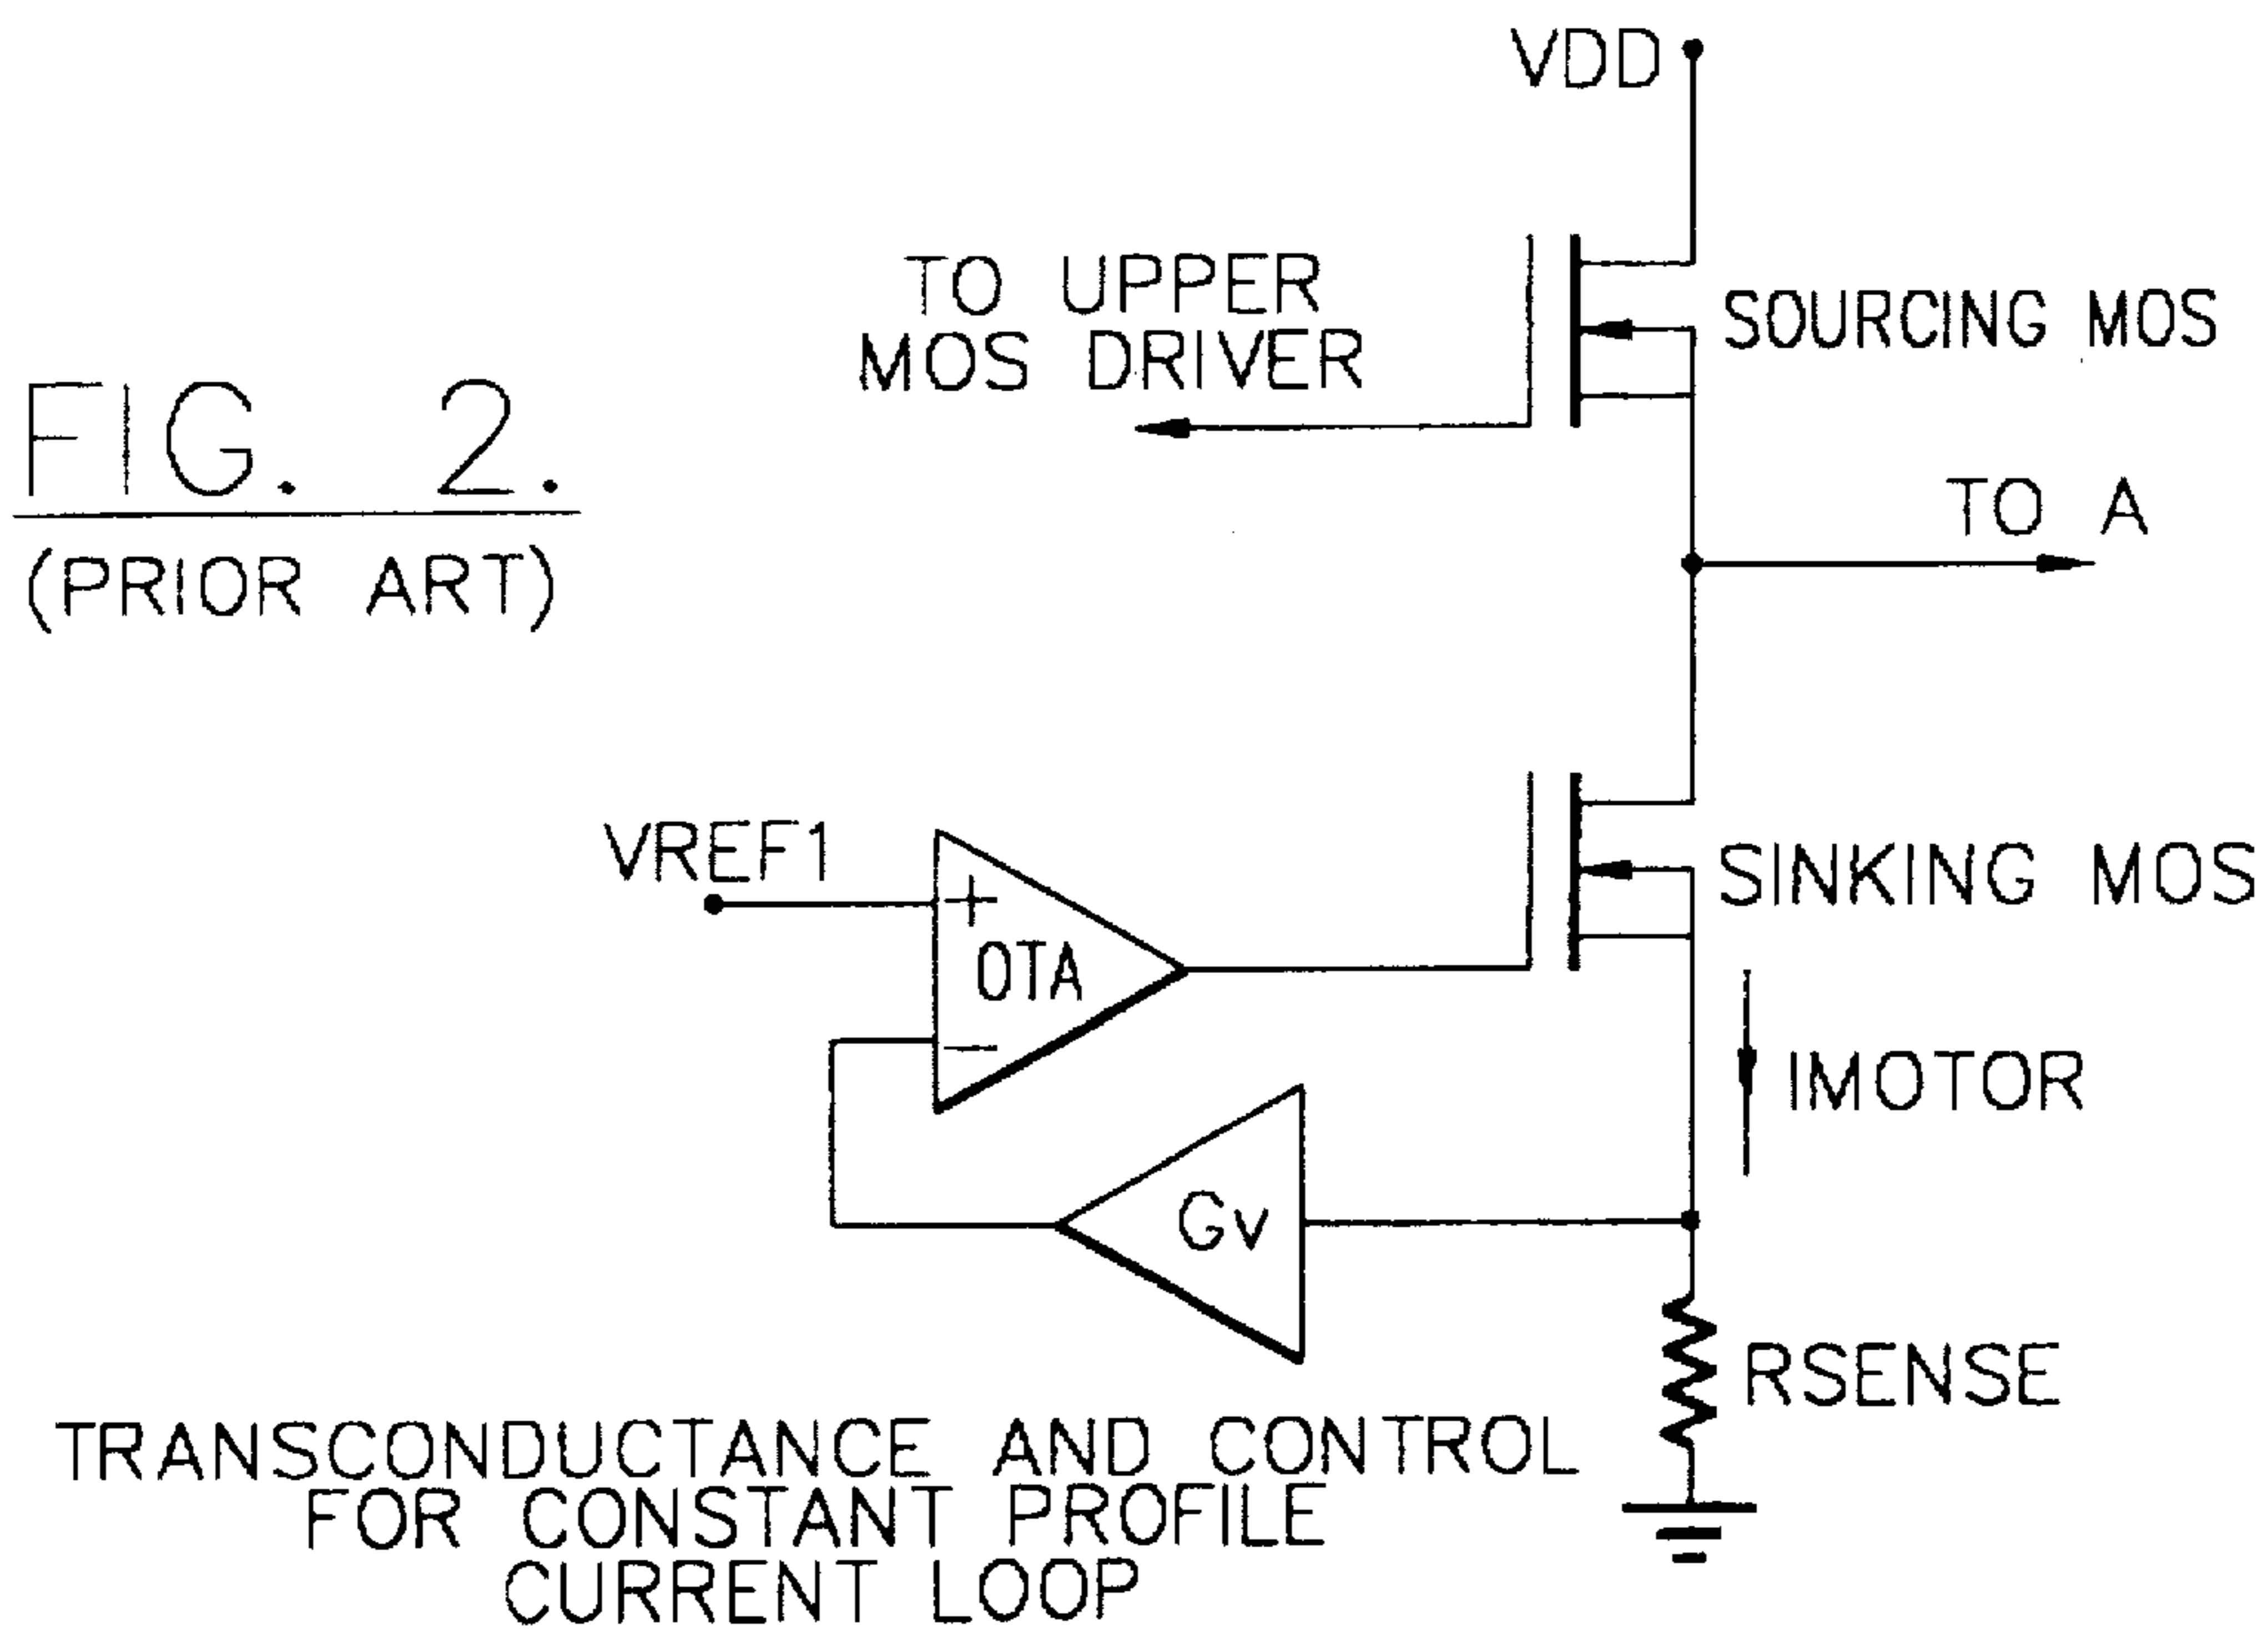 VDD
TO UPPER
MOS DRIVER
SOURCING MOS
FIG. 2.
(PRIOR ART)
TO A
VREF1
+
OTA
−
SINKING MOS
IMOTOR
Gv
RSENSE
TRANSCONDUCTANCE AND CONTROL
FOR CONSTANT PROFILE
CURRENT LOOP